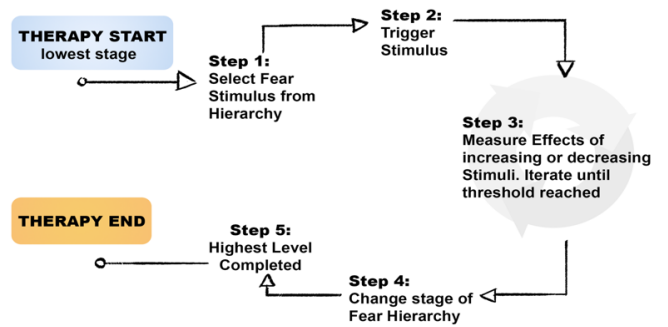 THERAPY START
lowest stage
Step 1:
Select Fear
Stimulus from
Hierarchy
Step 2:
Trigger
Stimulus
Step 3:
Measure Effects of
increasing or decreasing
Stimuli. Iterate until
threshold reached
Step 4:
Change stage of
Fear Hierarchy
Step 5:
Highest Level
Completed
THERAPY END